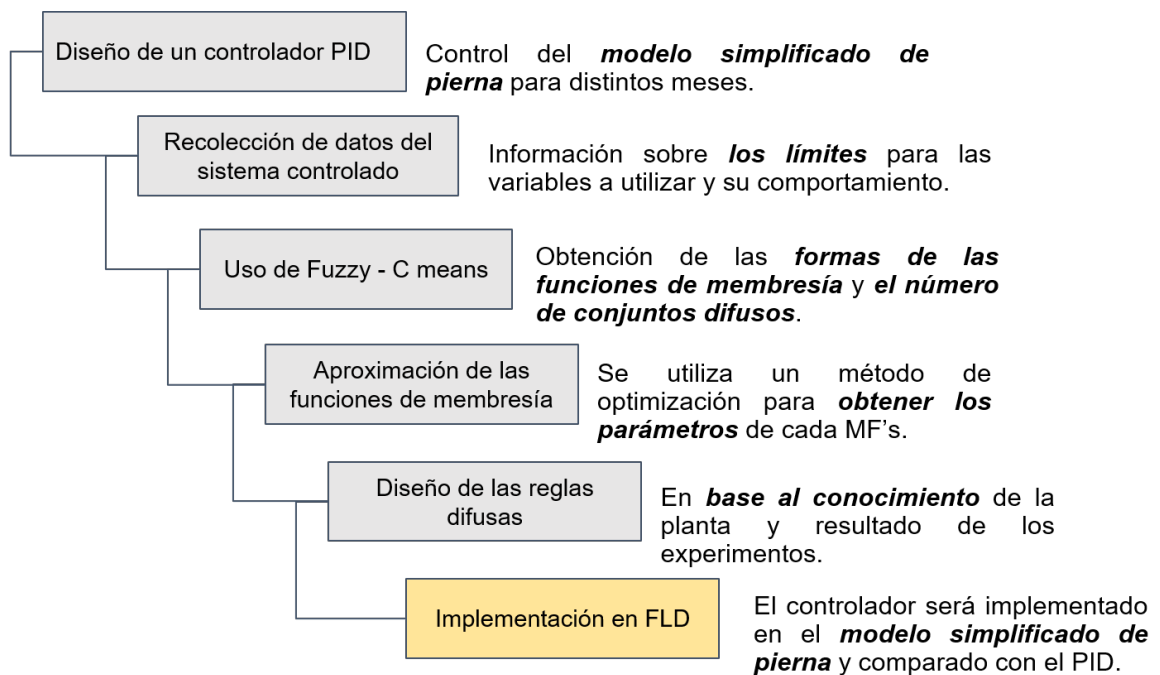 Diseño de un controlador PID
Control del modelo simplificado de
pierna para distintos meses.
Recolección de datos del
sistema controlado
Información sobre los límites para las
variables a utilizar y su comportamiento.
Uso de Fuzzy - C means
Obtención de las formas de las
funciones de membresía y el número
de conjuntos difusos.
Aproximación de las
funciones de membresía
Se utiliza un método de
optimización para obtener los
parámetros de cada MF's.
Diseño de las reglas
difusas
En base al conocimiento de la
planta y resultado de los
experimentos.
Implementación en FLD
El controlador será implementado
en el modelo simplificado de
pierna y comparado con el PID.